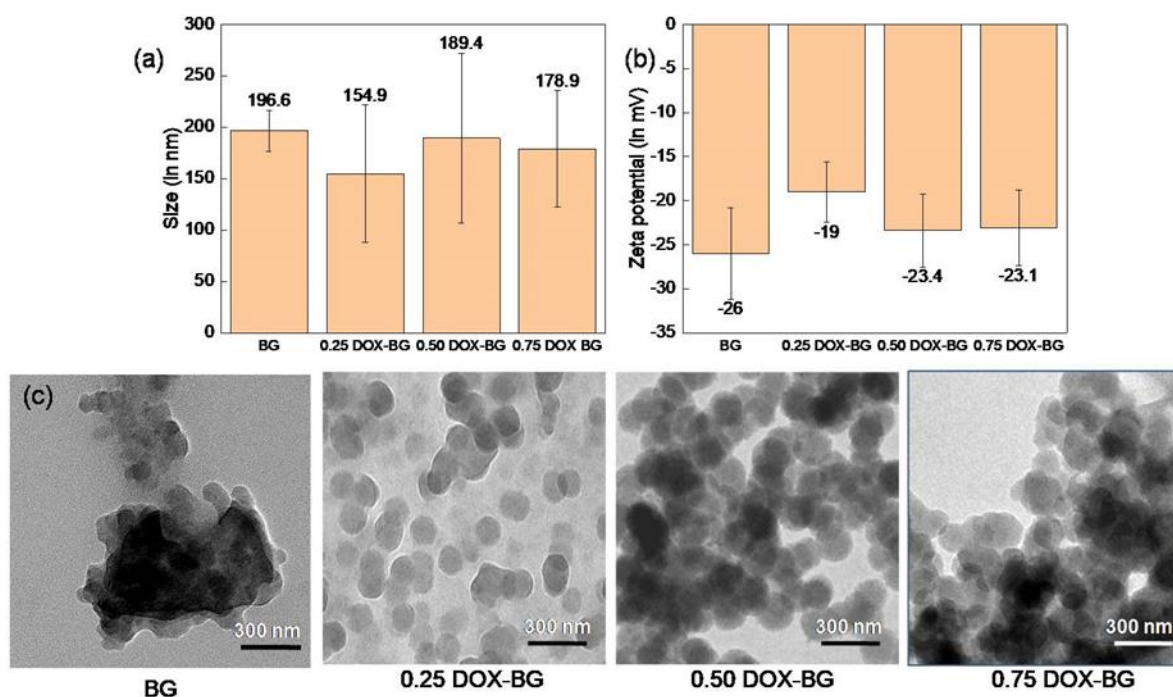 (a)
Size (In nm)
300
250
200
150
100
50
0
196.6
154.9
189.4
178.9
BG
0.25 DOX-BG
0.50 DOX-BG
0.75 DOX BG
(b)
Zeta potential (In mV)
0
-5
-10
-15
-20
-25
-30
-35
-26
-19
-23.4
-23.1
BG
0.25 DOX-BG
0.50 DOX-BG
0.75 DOX-BG
(c)
300 nm
300 nm
300 nm
300 nm
BG
0.25 DOX-BG
0.50 DOX-BG
0.75 DOX-BG